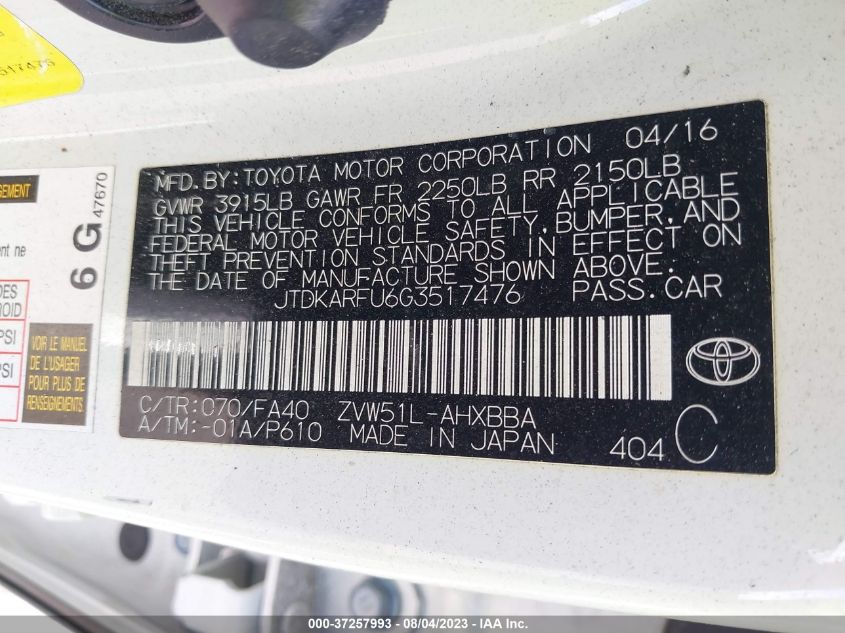 517476
04/16
MFD. BY: TOYOTA MOTOR CORPORATION
GVWR 3915LB GAWR FR 2250LB RR 2150LB
THIS VEHICLE CONFORMS TO ALL APPLICABLE
FEDERAL MOTOR VEHICLE SAFETY, BUMPER, AND
THEFT PREVENTION STANDARDS IN EFFECT ON
THE DATE OF MANUFACTURE SHOWN ABOVE.
JTDKARFU6G3517476 PASS. CAR
C/TR: 070/FA40 ZVW51L-AHXBBA
A/TM: -01A/P610 MADE IN JAPAN
404 C
6 G 47670
ent ne
PSI
PSI
VOIR LE MANUEL
DE L'USAGER
POUR PLUS DE
RENSEIGNEMENTS
000-37257993 - 08/04/2023 - IAA Inc.